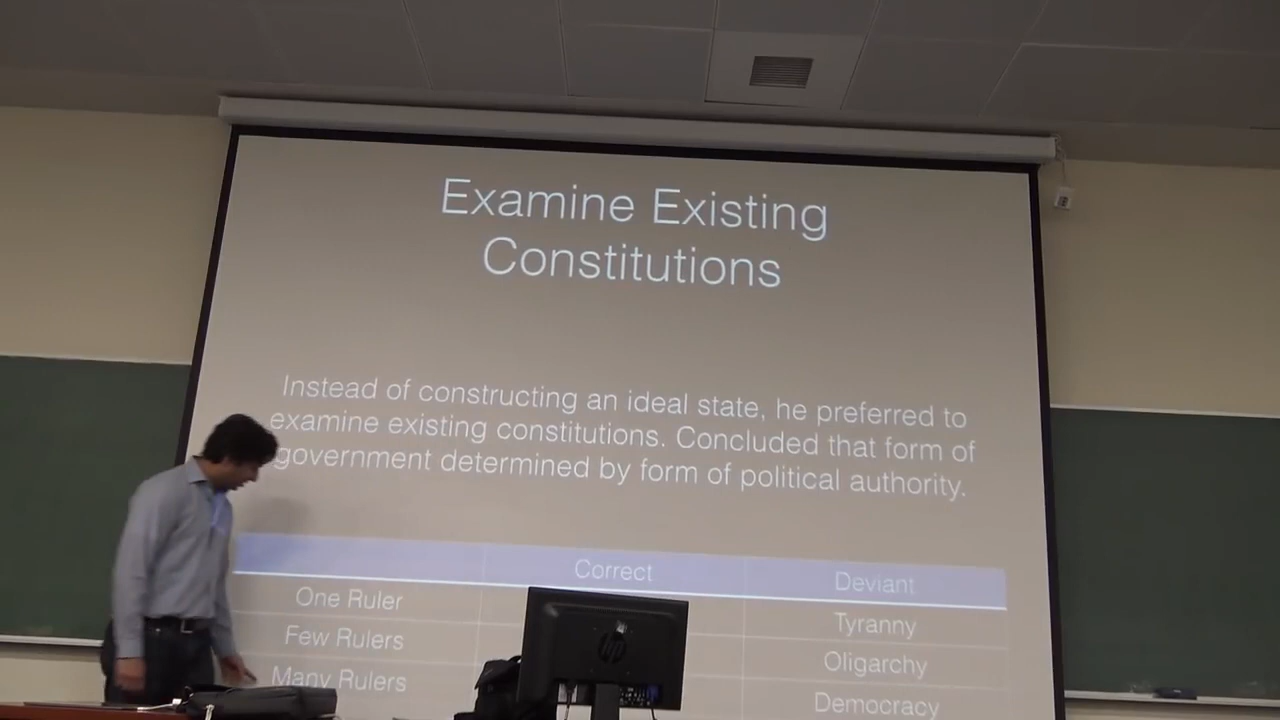 Examine Existing
Constitutions
Instead of constructing an ideal state, he preferred to
examine existing constitutions. Concluded that form of
government determined by form of political authority.
Correct Deviant
One Ruler Tyranny
Few Rulers Oligarchy
Many Rulers Democracy
hp